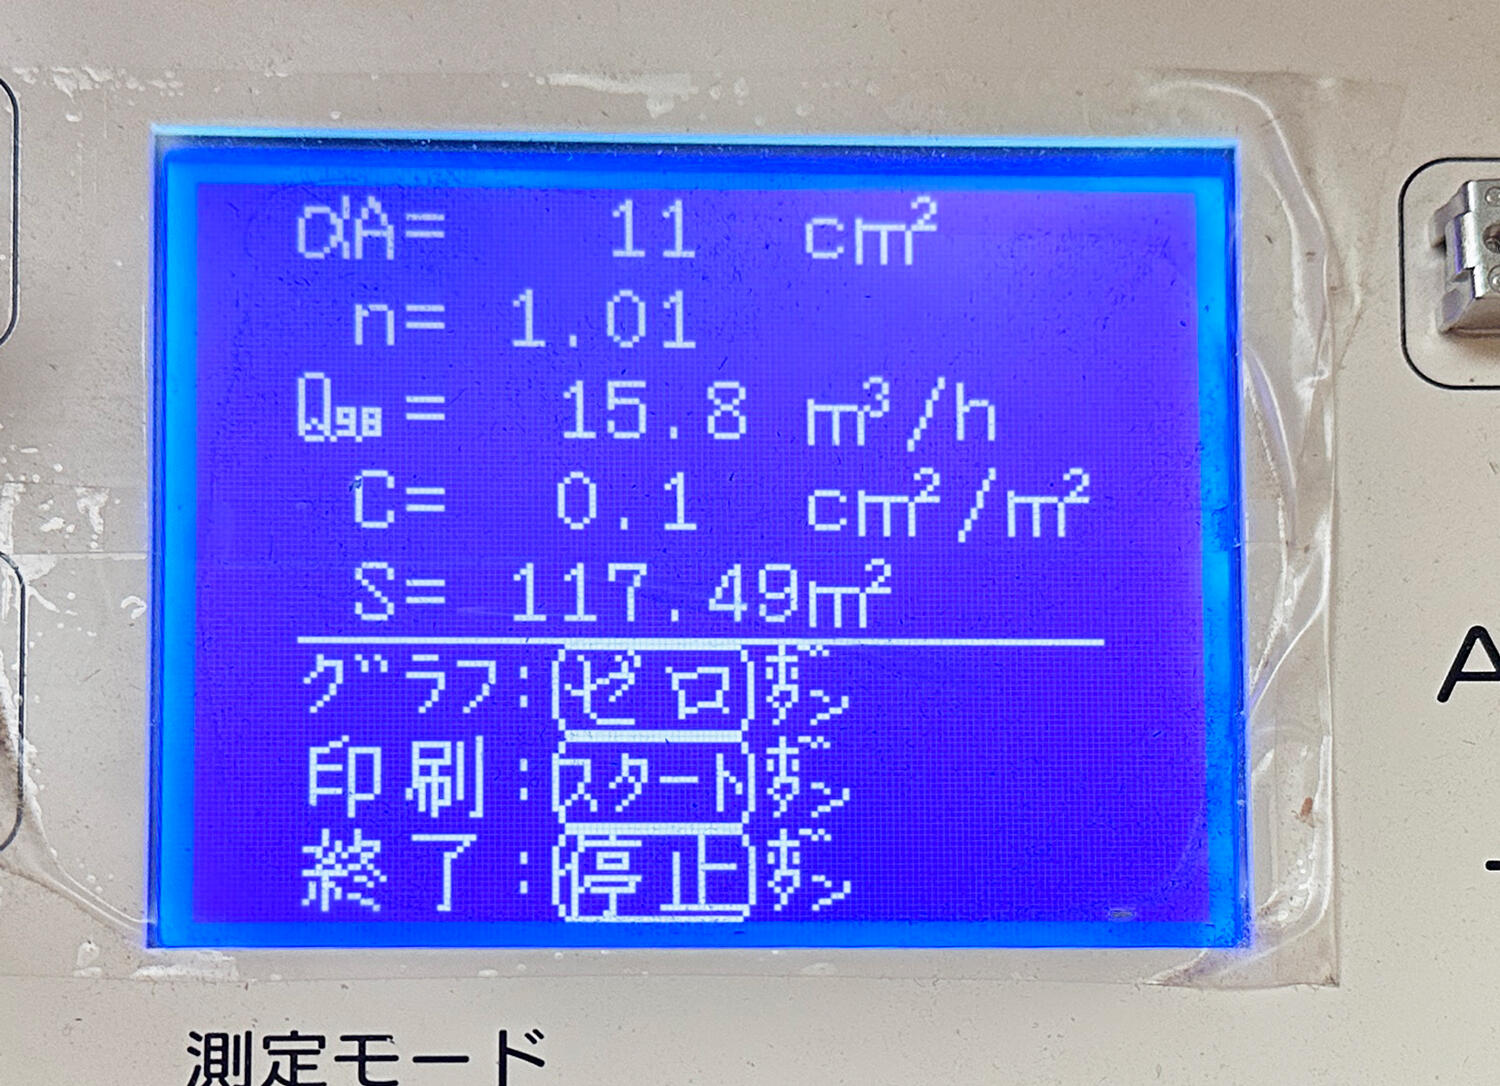 αA= 11 cm²
n= 1.01
Q98 = 15.8 m³/h
C= 0.1 cm²/m²
S= 117.49m²
グラフ:(ゼロ)ボタン
印刷:(スタート)ボタン
終了:(停止)ボタン
測定モード